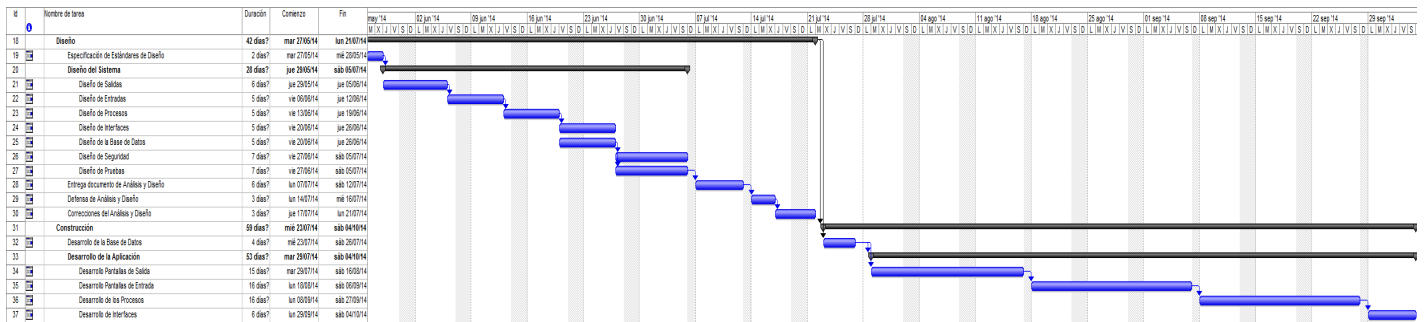 Id Nombre de tarea Duración Comienzo Fin
may '14 02 jun '14 09 jun '14 16 jun '14 23 jun '14 30 jun '14 07 jul '14 14 jul '14 21 jul '14 28 jul '14 04 ago '14 11 ago '14 18 ago '14 25 ago '14 01 sep '14 08 sep '14 15 sep '14 22 sep '14 29 sep '14
M X J V S D L M X J V S D L M X J V S D L M X J V S D L M X J V S D L M X J V S D L M X J V S D L M X J V S D L M X J V S D L M X J V S D L M X J V S D L M X J V S D L M X J V S D L M X J V S D L M X J V S D L M X J V S D L M X J V S D L M X J V S D L M X J V S
18 Diseño 42 días? mar 27/05/14 lun 21/07/14
19 Especificación de Estándares de Diseño 2 días? mar 27/05/14 mié 28/05/14
20 Diseño del Sistema 28 días? jue 29/05/14 sáb 05/07/14
21 Diseño de Salidas 6 días? jue 29/05/14 jue 05/06/14
22 Diseño de Entradas 5 días? vie 06/06/14 jue 12/06/14
23 Diseño de Procesos 5 días? vie 13/06/14 jue 19/06/14
24 Diseño de Interfaces 5 días? vie 20/06/14 jue 26/06/14
25 Diseño de la Base de Datos 5 días? vie 20/06/14 jue 26/06/14
26 Diseño de Seguridad 7 días? vie 27/06/14 sáb 05/07/14
27 Diseño de Pruebas 7 días? vie 27/06/14 sáb 05/07/14
28 Entrega documento de Análisis y Diseño 6 días? lun 07/07/14 sáb 12/07/14
29 Defensa de Análisis y Diseño 3 días? lun 14/07/14 mié 16/07/14
30 Correcciones del Análisis y Diseño 3 días? jue 17/07/14 lun 21/07/14
31 Construcción 59 días? mié 23/07/14 sáb 04/10/14
32 Desarrollo de la Base de Datos 4 días? mié 23/07/14 sáb 26/07/14
33 Desarrollo de la Aplicación 53 días? mar 29/07/14 sáb 04/10/14
34 Desarrollo Pantallas de Salida 15 días? mar 29/07/14 sáb 16/08/14
35 Desarrollo Pantallas de Entrada 16 días? lun 18/08/14 sáb 06/09/14
36 Desarrollo de los Procesos 16 días? lun 08/09/14 sáb 27/09/14
37 Desarrollo de Interfaces 6 días? lun 29/09/14 sáb 04/10/14